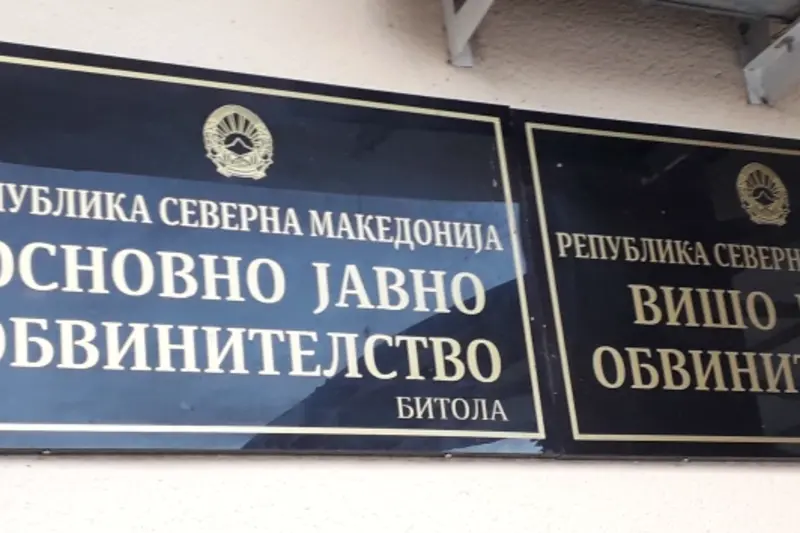 ПУБЛИКА СЕВЕРНА МАКЕДОНИЈА
ОСНОВНО ЈАВНО
ОБВИНИТЕЛСТВО
БИТОЛА
РЕПУБЛИКА СЕВЕРН
ВИШО
ОБВИНИТ